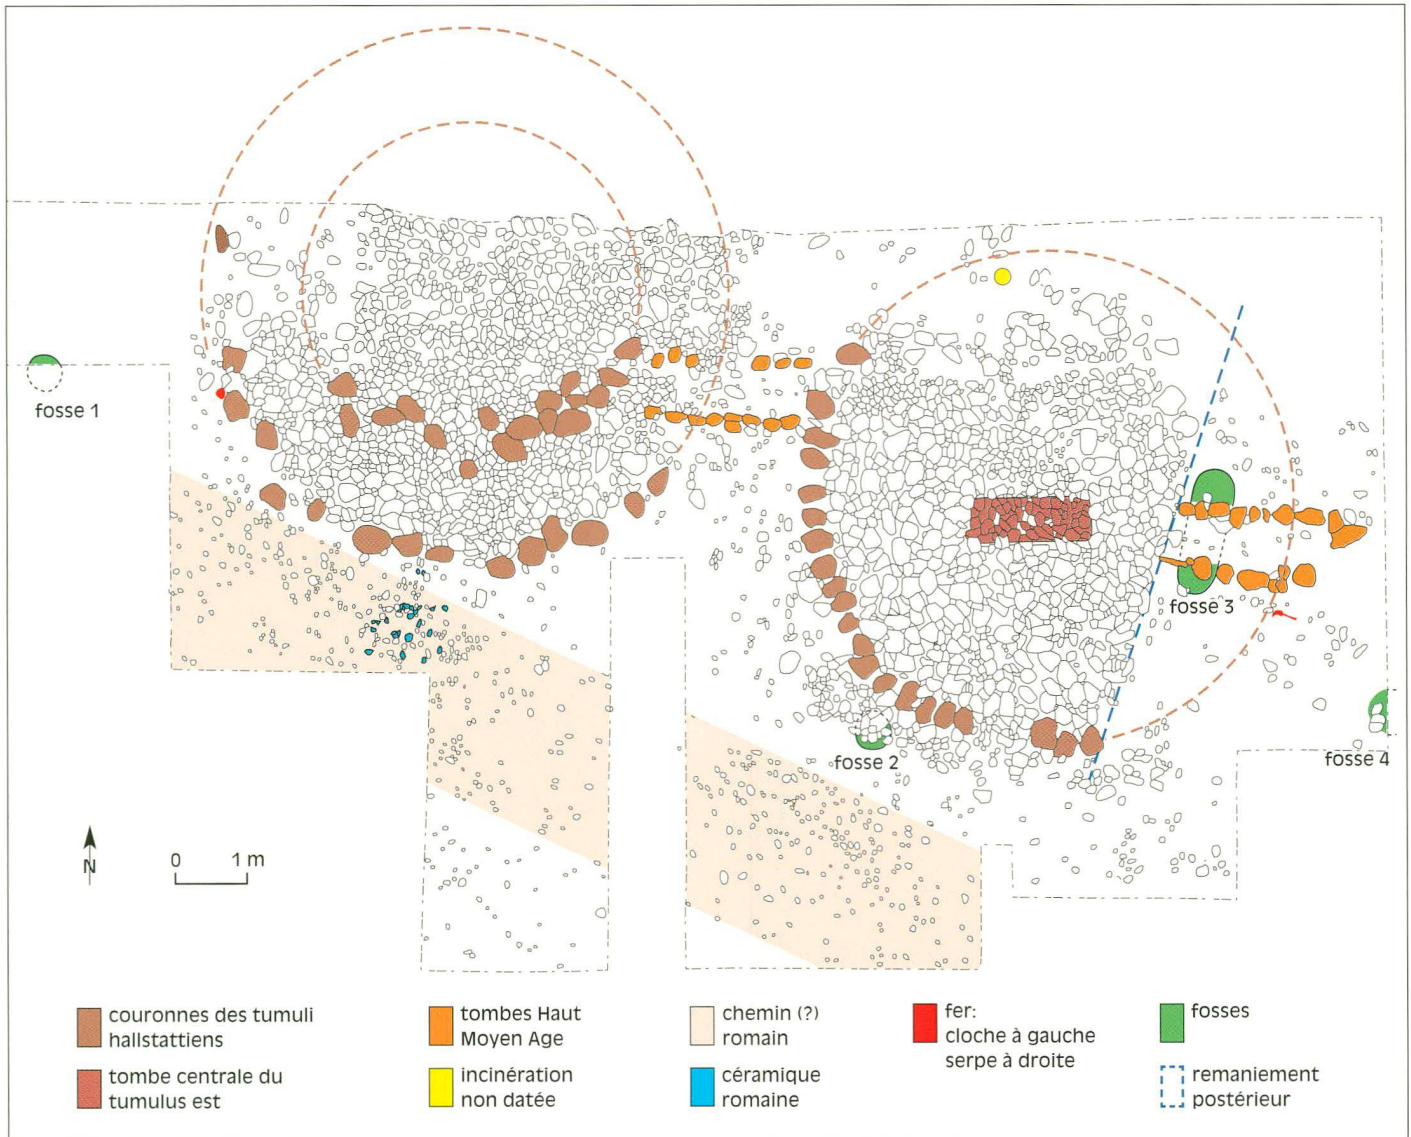 fosse 1
fosse 3
fosse 2
fosse 4
N
0 1 m
couronnes des tumuli
hallstattiens
tombe centrale du
tumulus est
tombes Haut
Moyen Age
incinération
non datée
chemin (?)
romain
céramique
romaine
fer:
cloche à gauche
serpe à droite
fosses
remaniement
postérieur